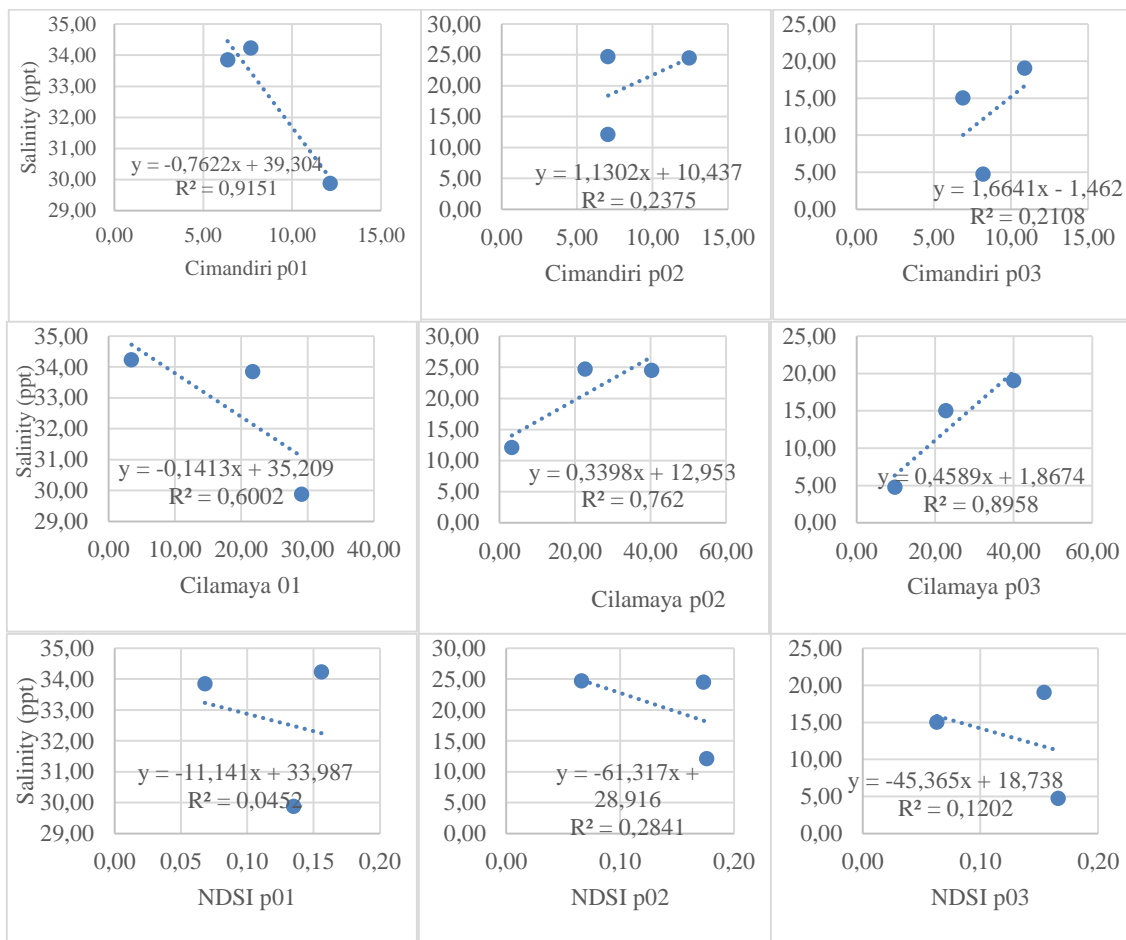 Salinity (ppt)
35,00
34,00
33,00
32,00
31,00
30,00
29,00
y = -0,7622x + 39,304
R² = 0,9151
0,00 5,00 10,00 15,00
Cimandiri p01
30,00
25,00
20,00
15,00
10,00
5,00
0,00
y = 1,1302x + 10,437
R² = 0,2375
0,00 5,00 10,00 15,00
Cimandiri p02
25,00
20,00
15,00
10,00
5,00
0,00
y = 1,6641x - 1,462
R² = 0,2108
0,00 5,00 10,00 15,00
Cimandiri p03
Salinity (ppt)
35,00
34,00
33,00
32,00
31,00
30,00
29,00
y = -0,1413x + 35,209
R² = 0,6002
0,00 10,00 20,00 30,00 40,00
Cilamaya 01
30,00
25,00
20,00
15,00
10,00
5,00
0,00
y = 0,3398x + 12,953
R² = 0,762
0,00 20,00 40,00 60,00
Cilamaya p02
25,00
20,00
15,00
10,00
5,00
0,00
y = 0,4589x + 1,8674
R² = 0,8958
0,00 20,00 40,00 60,00
Cilamaya p03
Salinity (ppt)
35,00
34,00
33,00
32,00
31,00
30,00
29,00
y = -11,141x + 33,987
R² = 0,0452
0,00 0,05 0,10 0,15 0,20
NDSI p01
30,00
25,00
20,00
15,00
10,00
5,00
0,00
y = -61,317x +
28,916
R² = 0,2841
0,00 0,10 0,20
NDSI p02
25,00
20,00
15,00
10,00
5,00
0,00
y = -45,365x + 18,738
R² = 0,1202
0,00 0,10 0,20
NDSI p03